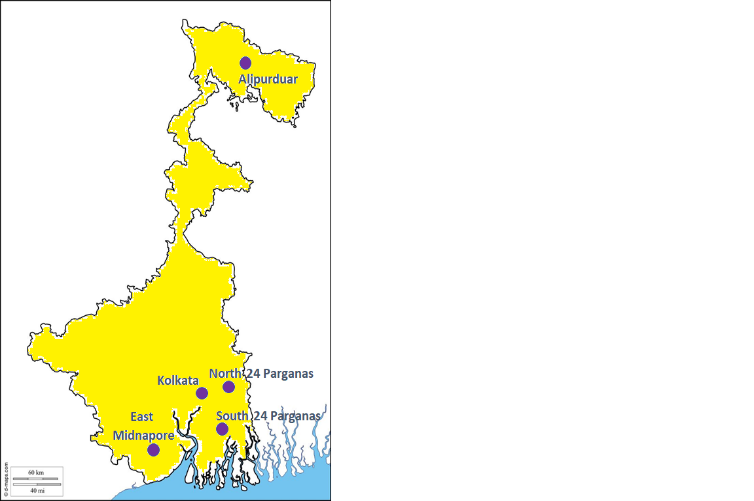 Alipurduar
North 24 Parganas
Kolkata
East
Midnapore
South 24 Parganas
60 km
40 mi
© d-maps.com